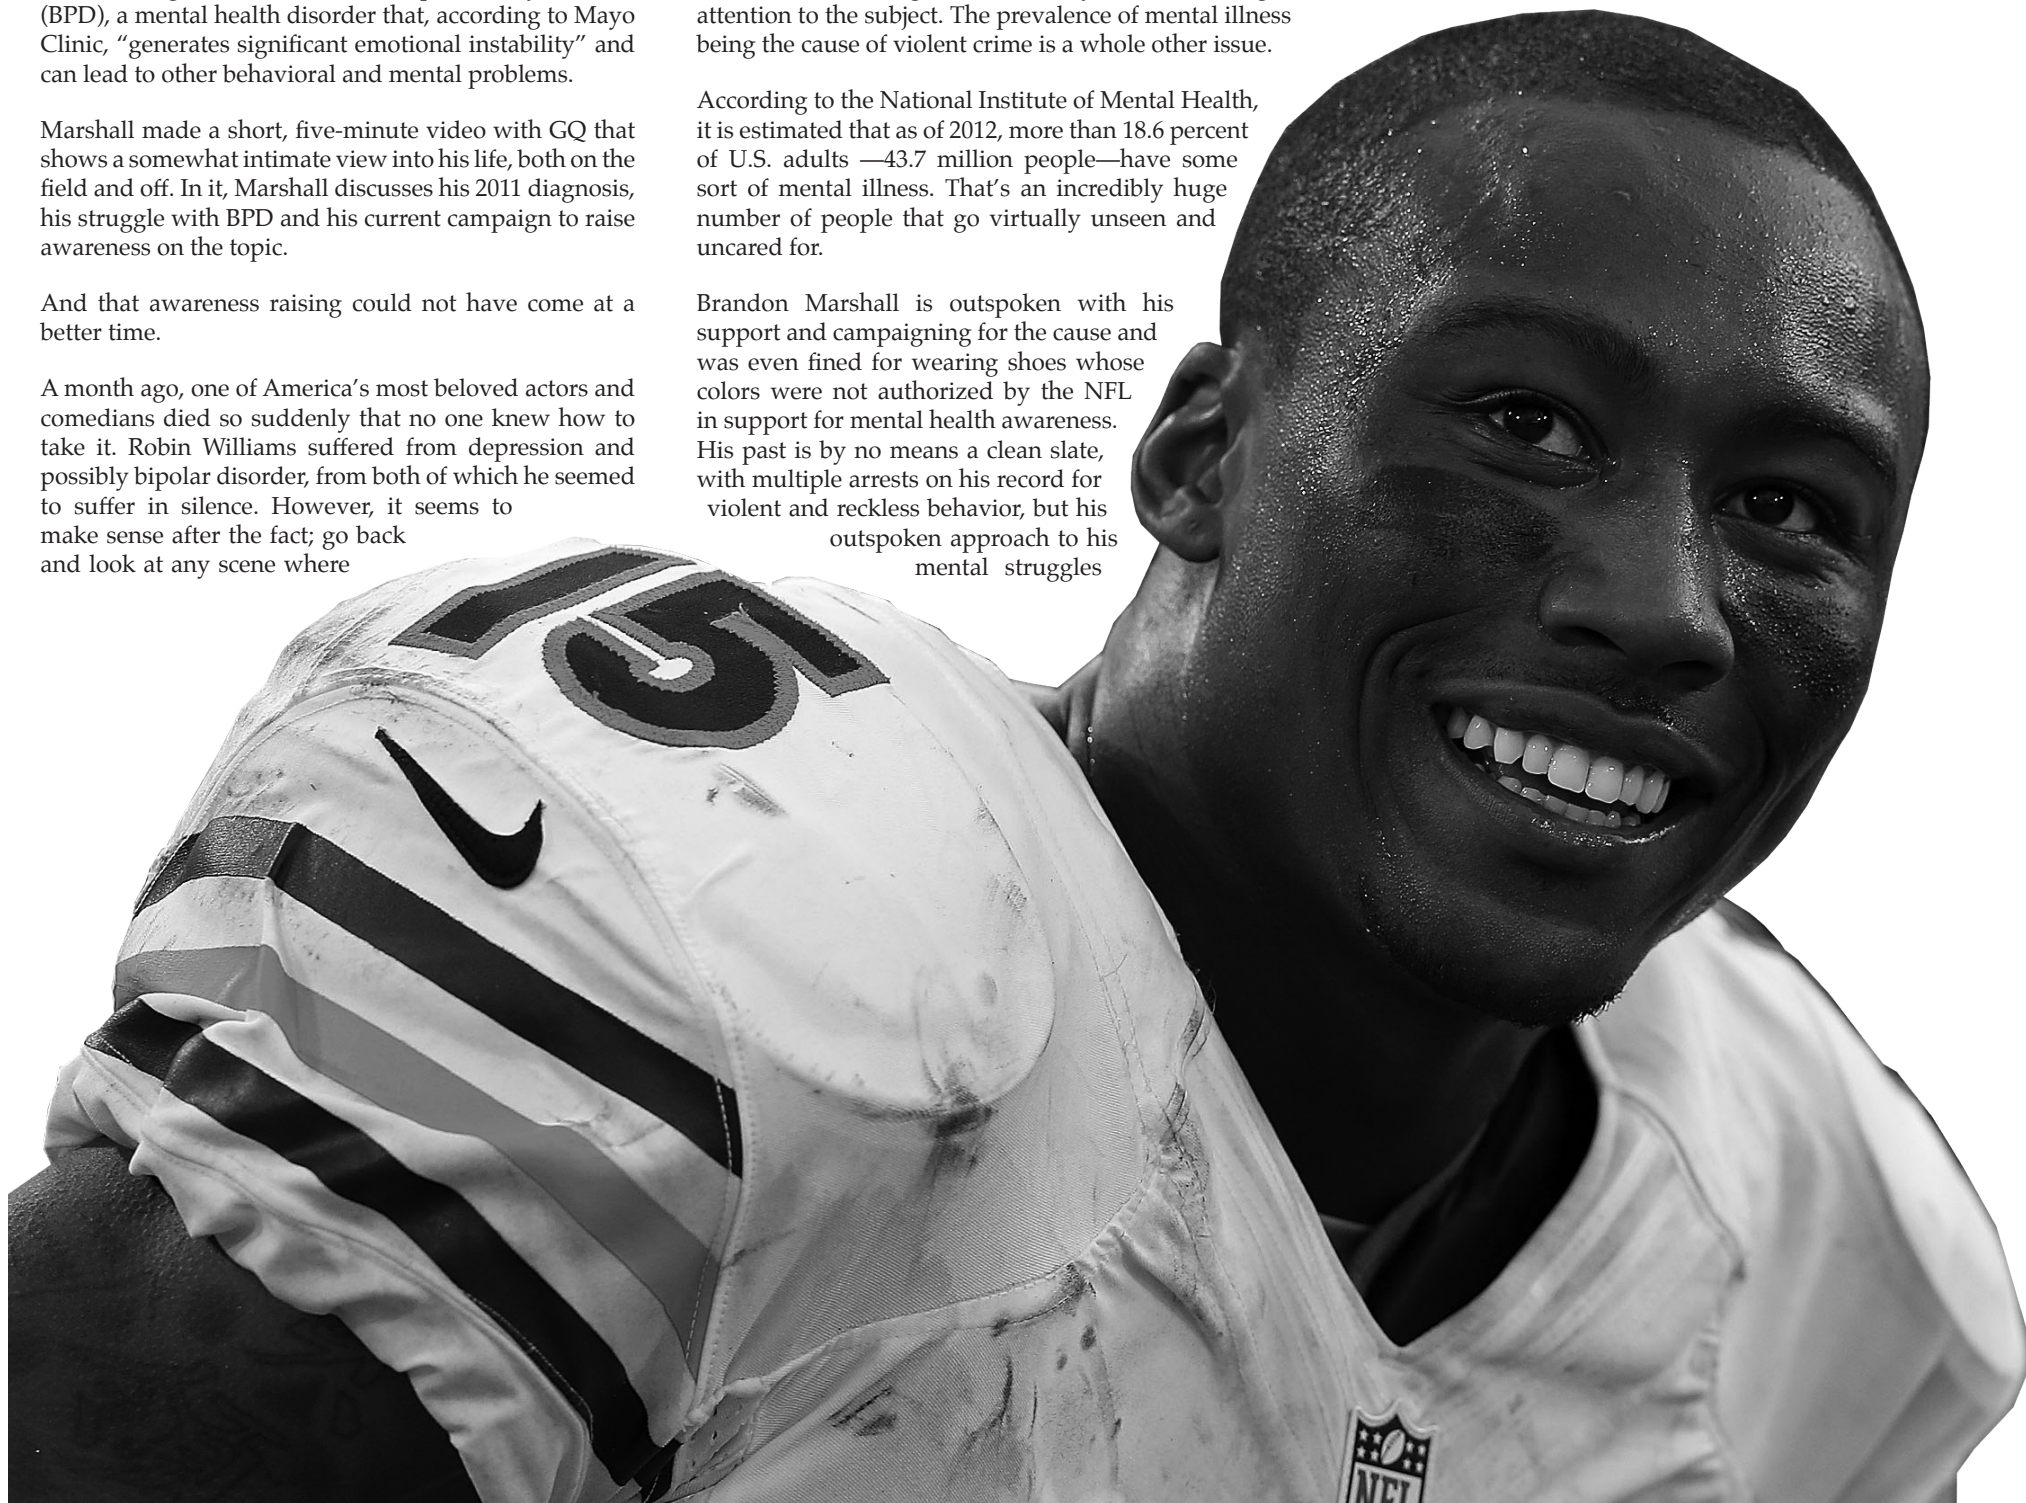 (BPD), a mental health disorder that, according to Mayo
Clinic, “generates significant emotional instability” and
can lead to other behavioral and mental problems.
Marshall made a short, five-minute video with GQ that
shows a somewhat intimate view into his life, both on the
field and off. In it, Marshall discusses his 2011 diagnosis,
his struggle with BPD and his current campaign to raise
awareness on the topic.
And that awareness raising could not have come at a
better time.
A month ago, one of America’s most beloved actors and
comedians died so suddenly that no one knew how to
take it. Robin Williams suffered from depression and
possibly bipolar disorder, from both of which he seemed
to suffer in silence. However, it seems to
make sense after the fact; go back
and look at any scene where
attention to the subject. The prevalence of mental illness
being the cause of violent crime is a whole other issue.
According to the National Institute of Mental Health,
it is estimated that as of 2012, more than 18.6 percent
of U.S. adults —43.7 million people—have some
sort of mental illness. That’s an incredibly huge
number of people that go virtually unseen and
uncared for.
Brandon Marshall is outspoken with his
support and campaigning for the cause and
was even fined for wearing shoes whose
colors were not authorized by the NFL
in support for mental health awareness.
His past is by no means a clean slate,
with multiple arrests on his record for
violent and reckless behavior, but his
outspoken approach to his
mental struggles
15
NFL